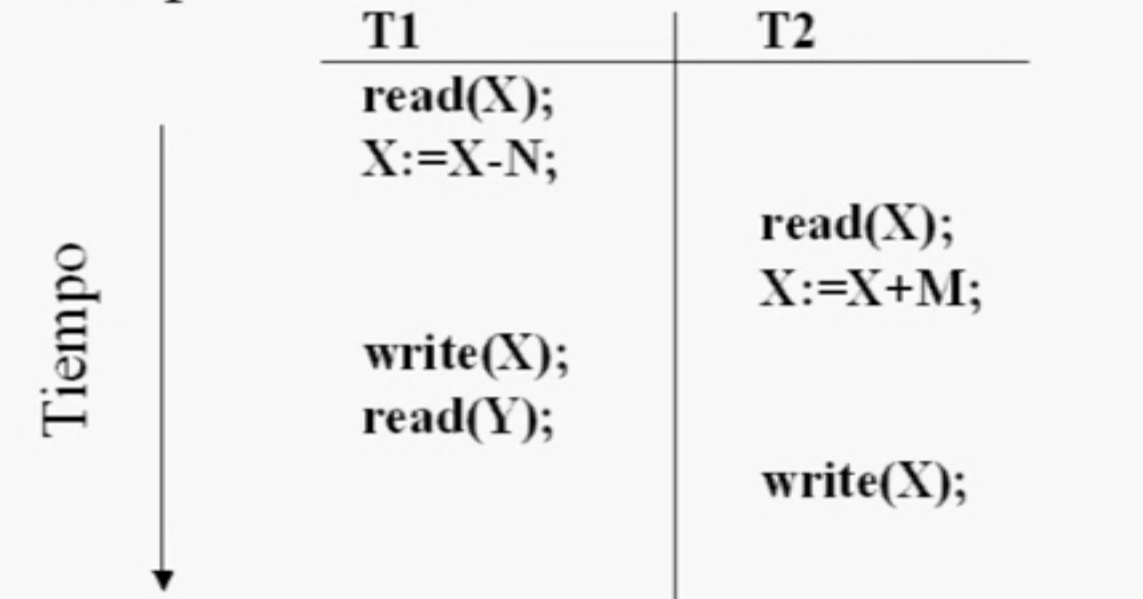 T1 T2
read(X);
X:=X-N;
read(X);
X:=X+M;
Tiempo
write(X);
read(Y);
write(X);